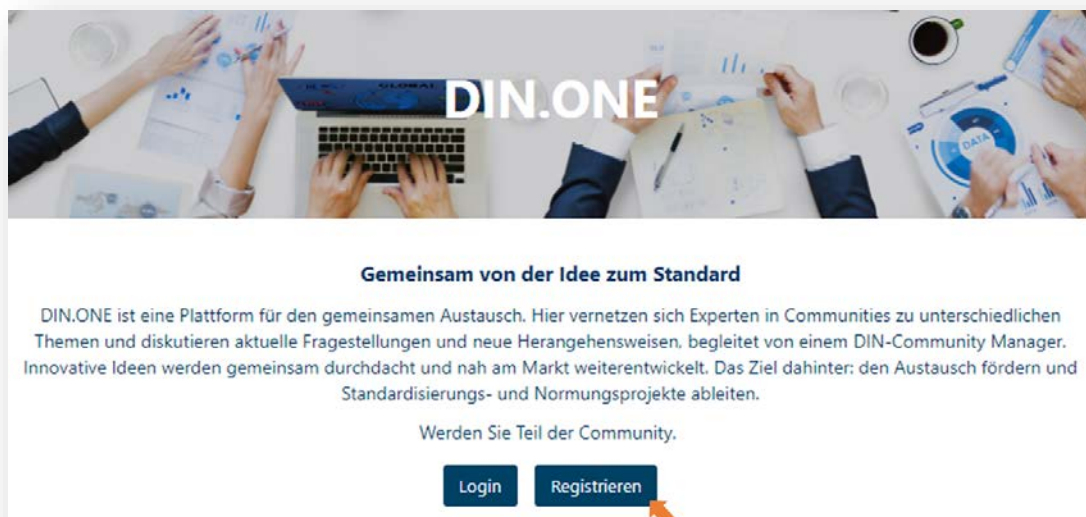 GLOBAL
DIN.ONE
DATA
Gemeinsam von der Idee zum Standard
DIN.ONE ist eine Plattform für den gemeinsamen Austausch. Hier vernetzen sich Experten in Communities zu unterschiedlichen
Themen und diskutieren aktuelle Fragestellungen und neue Herangehensweisen, begleitet von einem DIN-Community Manager.
Innovative Ideen werden gemeinsam durchdacht und nah am Markt weiterentwickelt. Das Ziel dahinter: den Austausch fördern und
Standardisierungs- und Normungsprojekte ableiten.
Werden Sie Teil der Community.
Login Registrieren